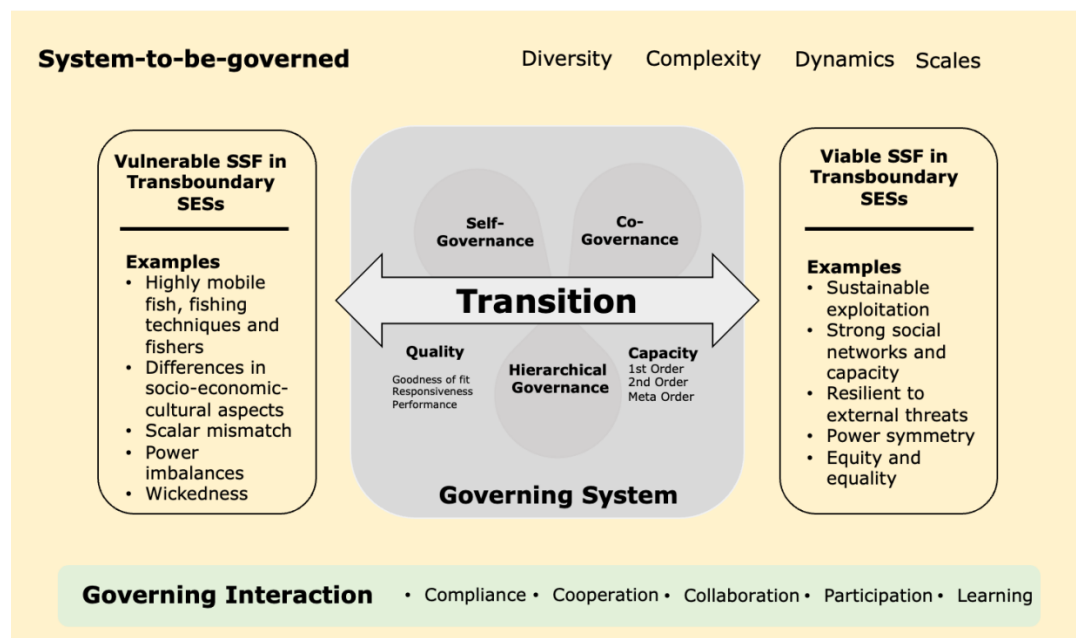 System-to-be-governed
Diversity Complexity Dynamics Scales
Vulnerable SSF in
Transboundary
SESs
Examples
• Highly mobile
fish, fishing
techniques and
fishers
• Differences in
socio-economic-
cultural aspects
• Scalar mismatch
• Power
imbalances
• Wickedness
Self-
Governance
Co-
Governance
Transition
Quality
Goodness of fit
Responsiveness
Performance
Hierarchical
Governance
Capacity
1st Order
2nd Order
Meta Order
Governing System
Viable SSF in
Transboundary
SESs
Examples
• Sustainable
exploitation
• Strong social
networks and
capacity
• Resilient to
external threats
• Power symmetry
• Equity and
equality
Governing Interaction • Compliance • Cooperation • Collaboration • Participation • Learning